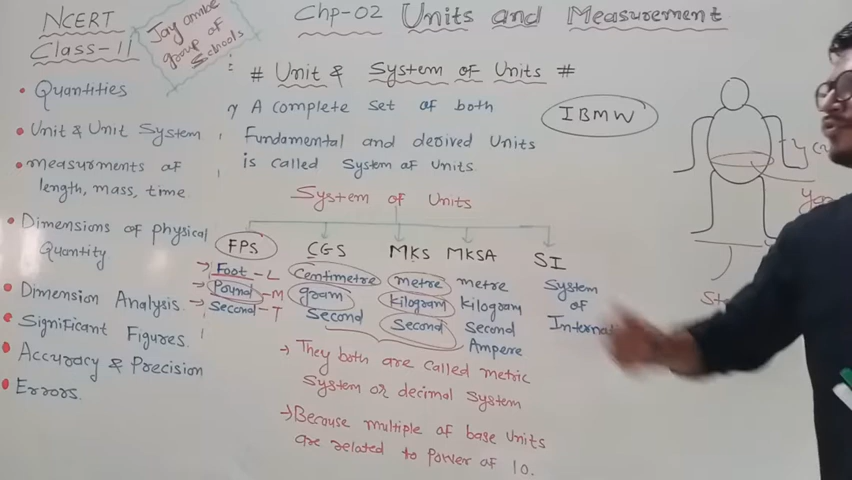 NCERT
Class-11
Jay ambe
group of
Schools
Chp-02 Units and Measurement
• Quantities
• Unit & Unit System
• measurments of
length, mass, time
• Dimensions of physical
Quantity
• Dimension Analysis.
• Significant Figures.
• Accuracy & Precision
• Errors.
# Unit & System of Units #
A complete set of both
Fundamental and derived Units
is called System of Units
IBMW
System of Units
FPS CGS MKS MKSA SI
→ Foot-L centimetre metre metre System
→ Pound-M gram kilogram kilogram of
→ Second-T Second Second Second Internat
Ampere
→ They both are called metric
System or decimal System
→ Because multiple of base units
are related to Power of 10.